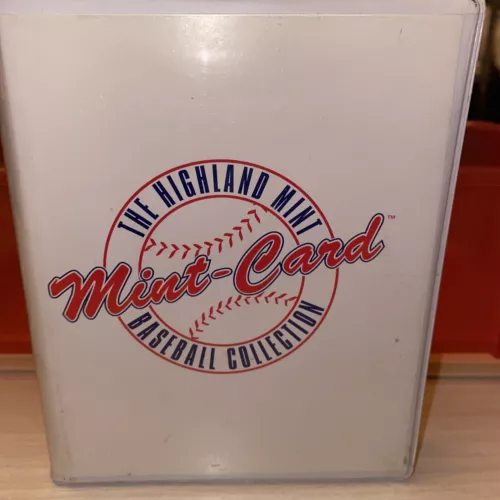 THE HIGHLAND MINT
Mint-Card™
BASEBALL COLLECTION